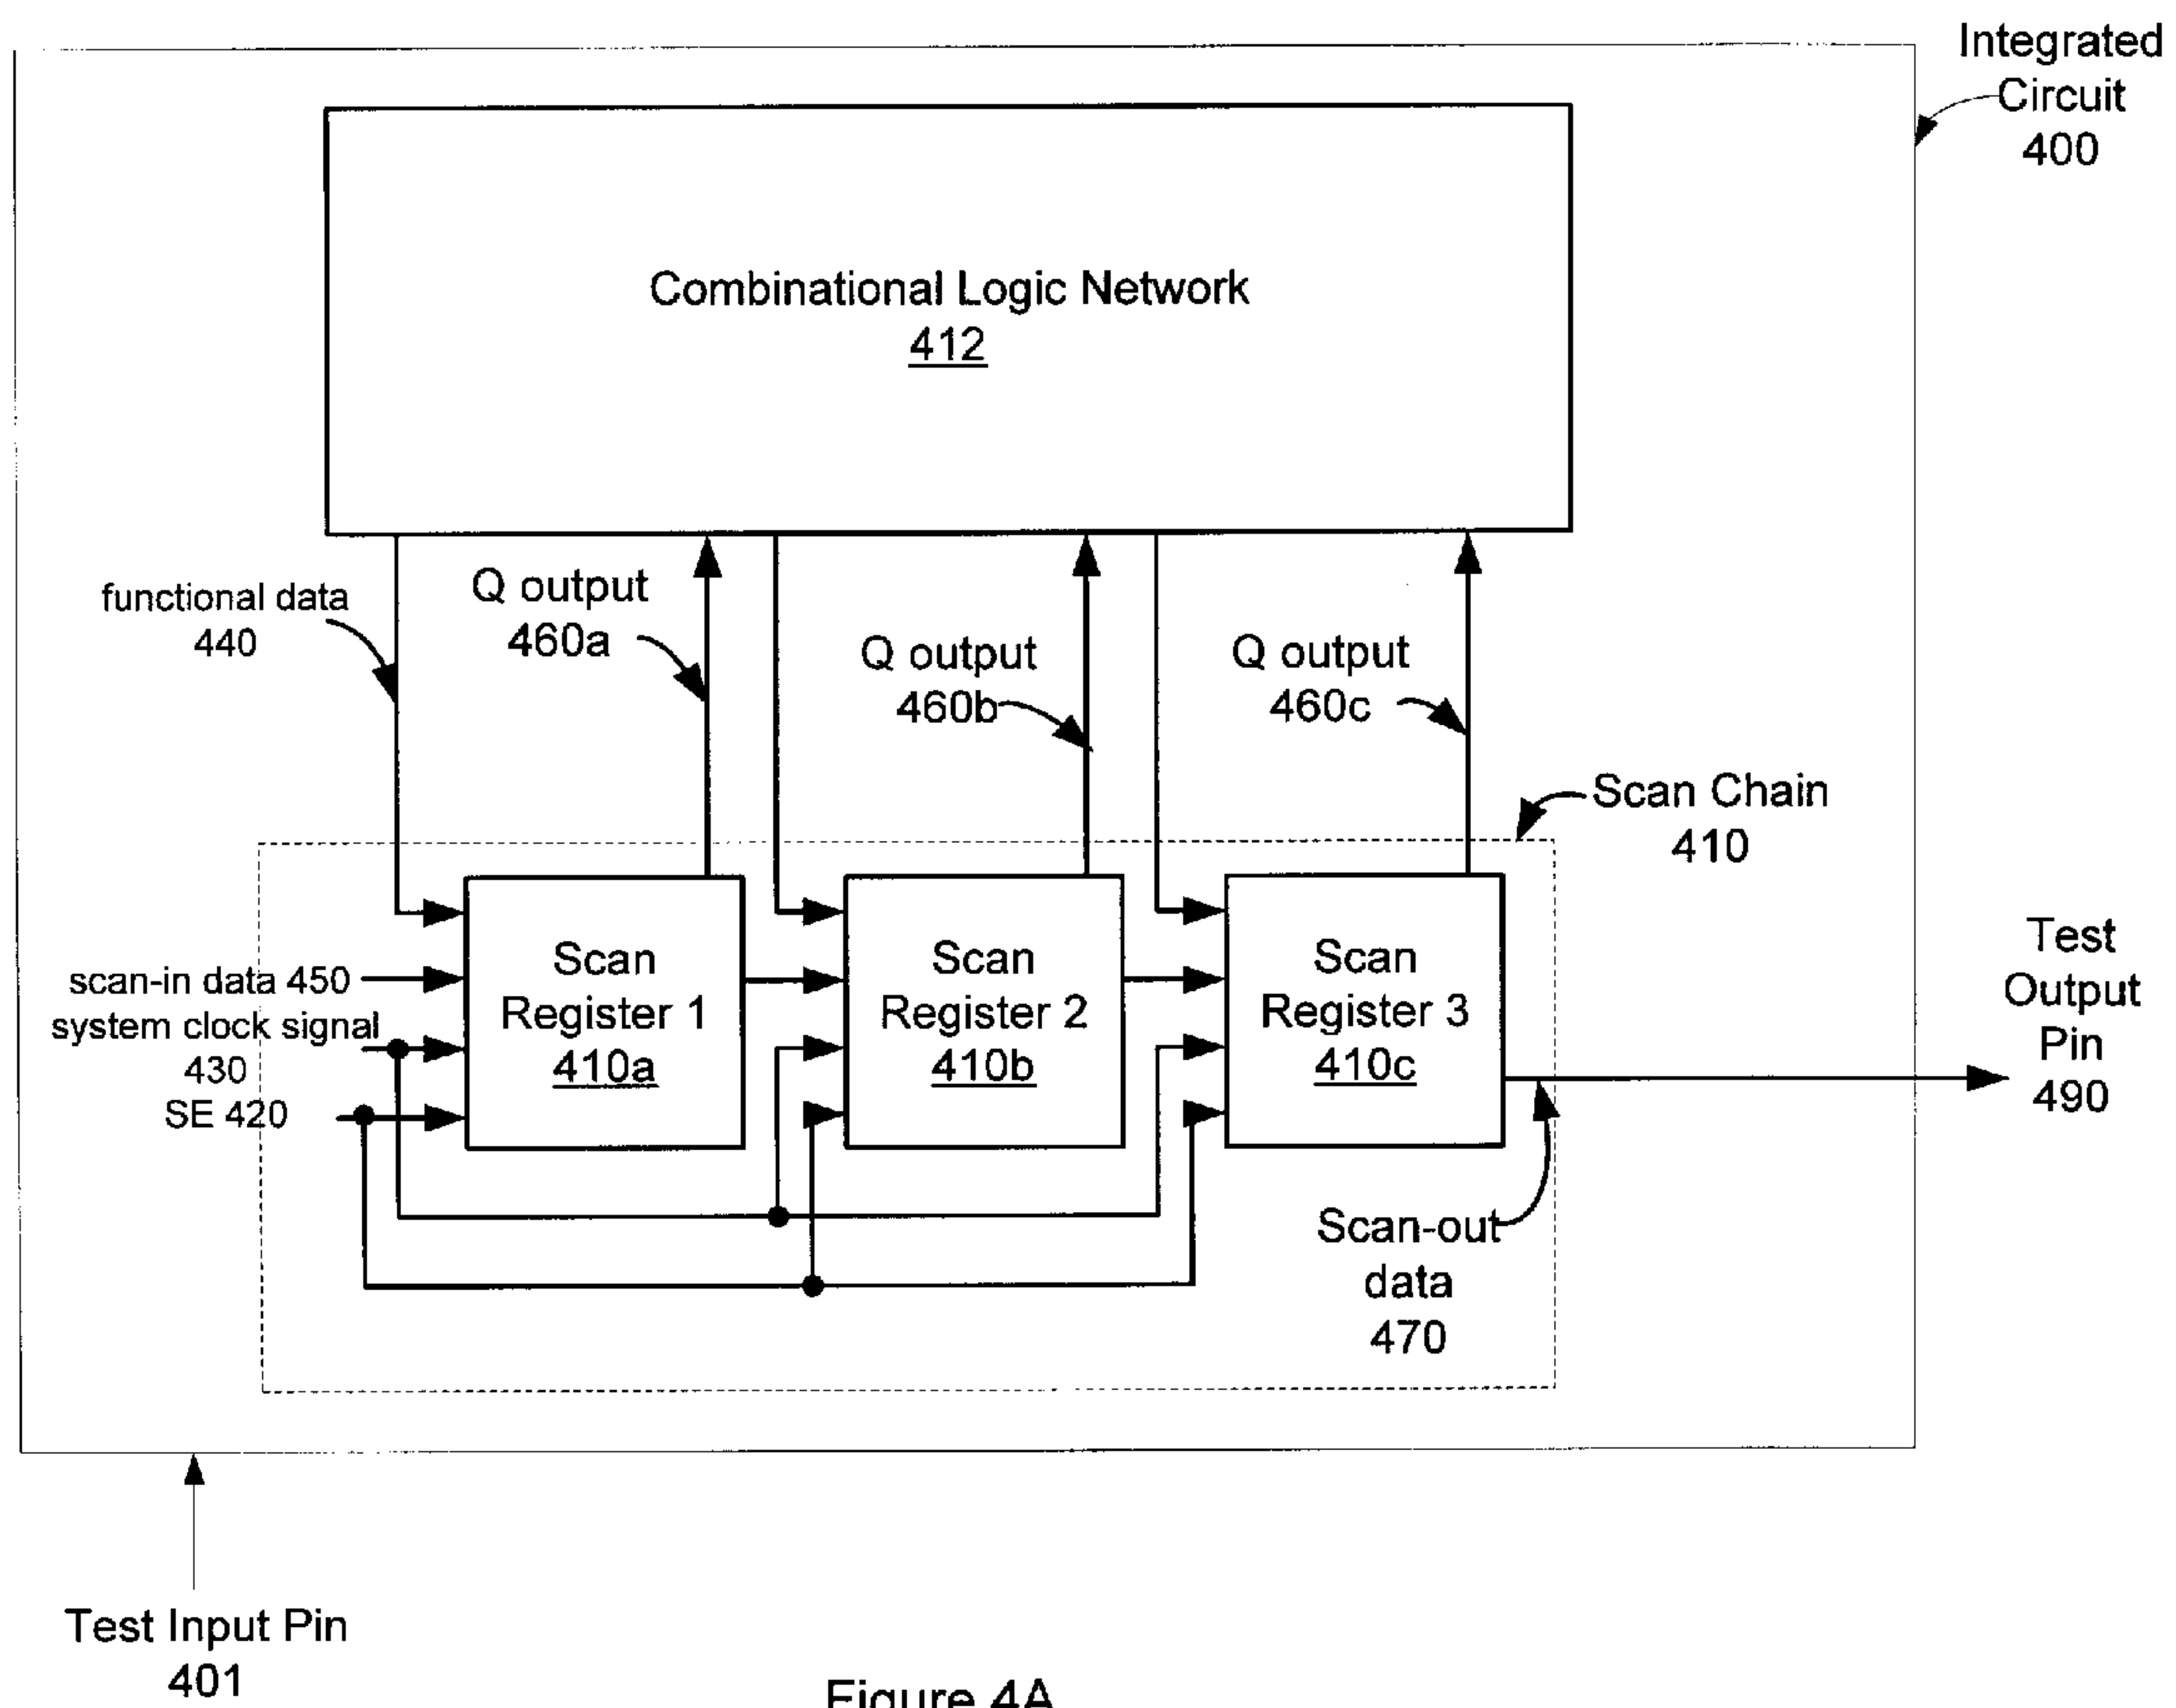 Integrated
Circuit
400
Combinational Logic Network
412
functional data
440
Q output
460a
Q output
460b
Q output
460c
Scan Chain
410
scan-in data 450
system clock signal
430
SE 420
Scan
Register 1
410a
Scan
Register 2
410b
Scan
Register 3
410c
Test
Output
Pin
490
Scan-out
data
470
Test Input Pin
401
Figure 4A